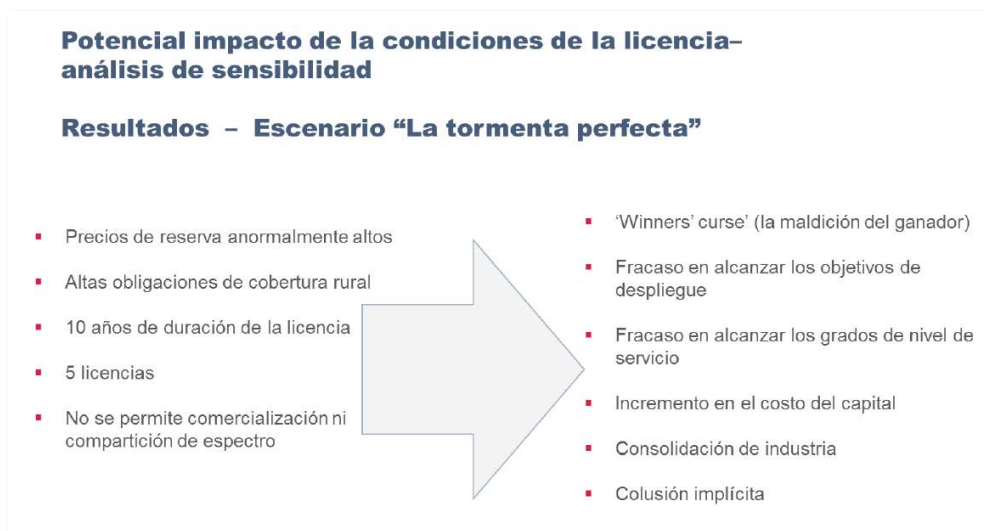 Potencial impacto de la condiciones de la licencia–
análisis de sensibilidad
Resultados – Escenario “La tormenta perfecta”
▪ Precios de reserva anormalmente altos
▪ Altas obligaciones de cobertura rural
▪ 10 años de duración de la licencia
▪ 5 licencias
▪ No se permite comercialización ni
compartición de espectro
▪ ‘Winners’ curse’ (la maldición del ganador)
▪ Fracaso en alcanzar los objetivos de
despliegue
▪ Fracaso en alcanzar los grados de nivel de
servicio
▪ Incremento en el costo del capital
▪ Consolidación de industria
▪ Colusión implícita